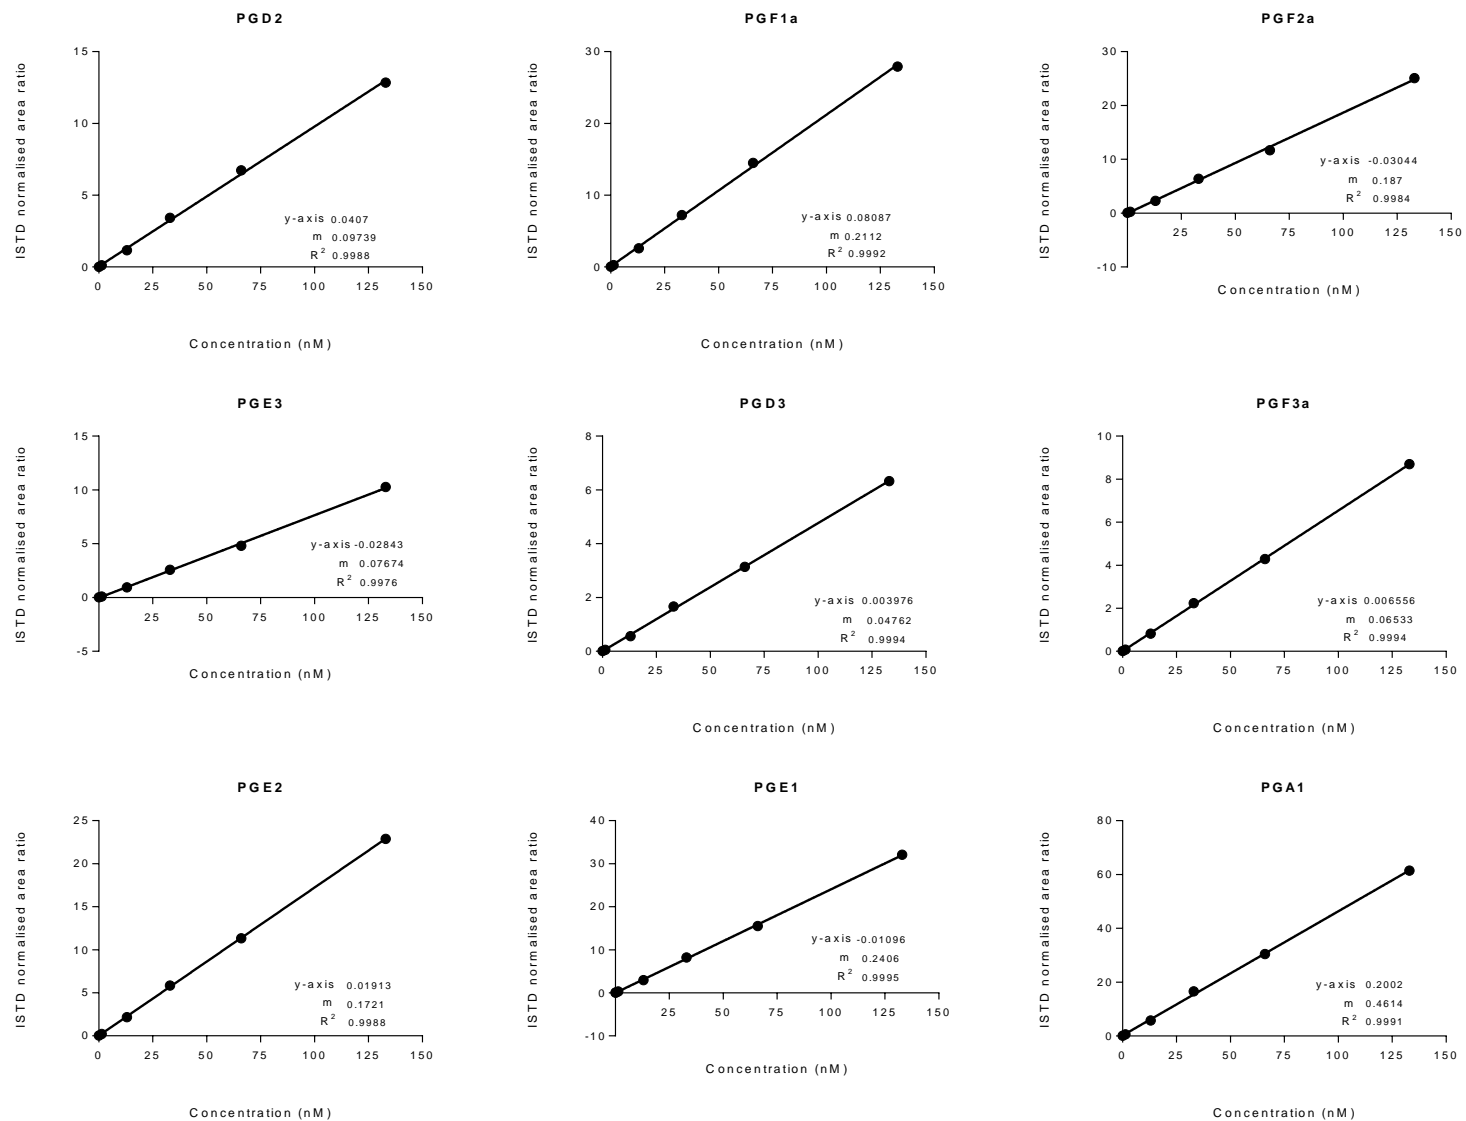 PGD2
ISTD normalised area ratio
15
10
5
0
y-axis 0.0407
m 0.09739
R2 0.9988
0 25 50 75 100 125 150
Concentration (nM)
PGF1a
ISTD normalised area ratio
30
20
10
0
y-axis 0.08087
m 0.2112
R2 0.9992
0 25 50 75 100 125 150
Concentration (nM)
PGF2a
ISTD normalised area ratio
30
20
10
0
-10
y-axis -0.03044
m 0.187
R2 0.9984
25 50 75 100 125 150
Concentration (nM)
PGE3
ISTD normalised area ratio
15
10
5
0
-5
y-axis -0.02843
m 0.07674
R2 0.9976
25 50 75 100 125 150
Concentration (nM)
PGD3
ISTD normalised area ratio
8
6
4
2
0
y-axis 0.003976
m 0.04762
R2 0.9994
0 25 50 75 100 125 150
Concentration (nM)
PGF3a
ISTD normalised area ratio
10
8
6
4
2
0
y-axis 0.006556
m 0.06533
R2 0.9994
0 25 50 75 100 125 150
Concentration (nM)
PGE2
ISTD normalised area ratio
25
20
15
10
5
0
y-axis 0.01913
m 0.1721
R2 0.9988
0 25 50 75 100 125 150
Concentration (nM)
PGE1
ISTD normalised area ratio
40
30
20
10
0
-10
y-axis -0.01096
m 0.2406
R2 0.9995
25 50 75 100 125 150
Concentration (nM)
PGA1
ISTD normalised area ratio
80
60
40
20
0
y-axis 0.2002
m 0.4614
R2 0.9991
0 25 50 75 100 125 150
Concentration (nM)